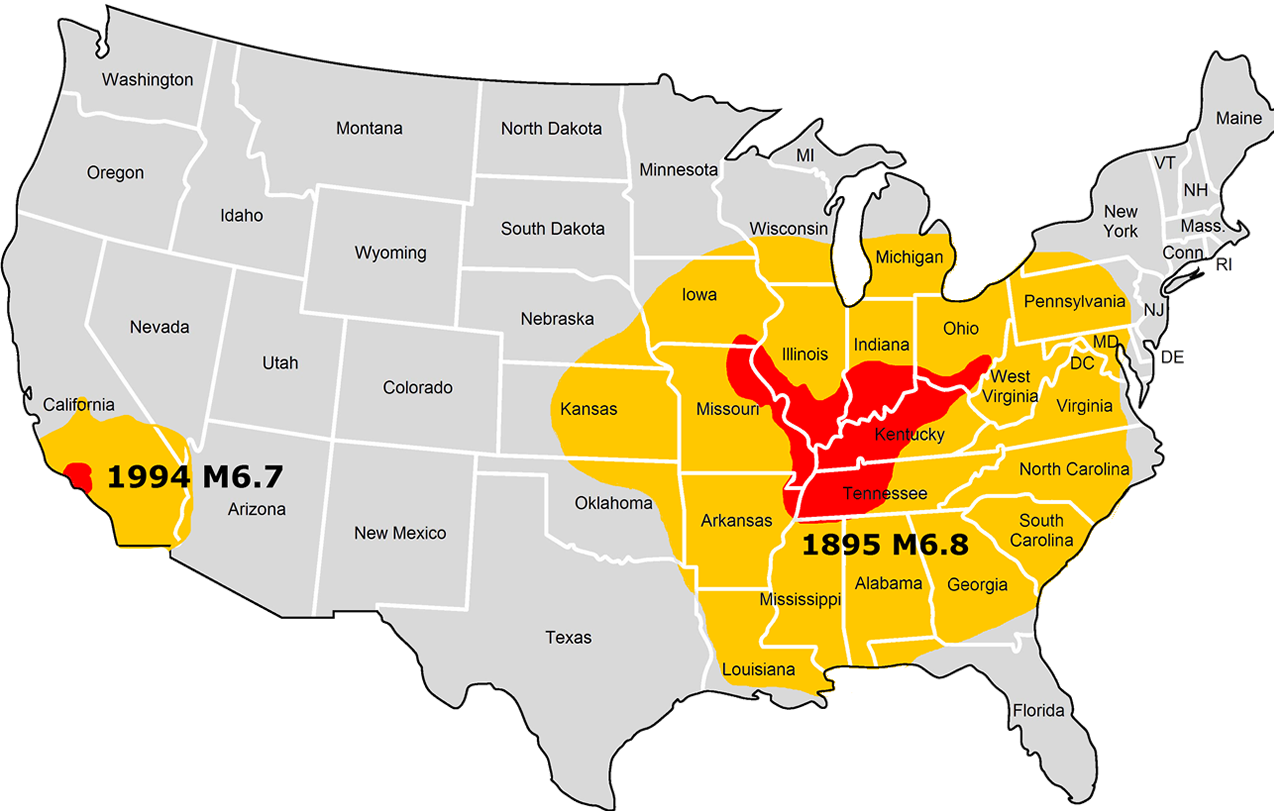 Washington
Montana
North Dakota
Minnesota
MI
Maine
VT
NH
Oregon
Idaho
Wyoming
South Dakota
Wisconsin
Michigan
New
York
Mass.
Conn.
RI
Iowa
Nebraska
Pennsylvania
NJ
Nevada
Utah
Colorado
Kansas
Missouri
Illinois
Indiana
Ohio
West
Virginia
MD
DC
DE
Virginia
California
Kentucky
1994 M6.7
Arizona
New Mexico
Oklahoma
Arkansas
Tennessee
North Carolina
South
Carolina
1895 M6.8
Mississippi
Alabama
Georgia
Texas
Louisiana
Florida